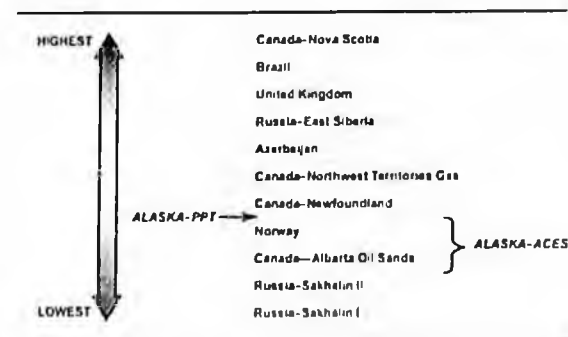 HIGHEST
Canada-Nova Scotia
Brazil
United Kingdom
Russia-East Siberia
Azerbaijan
Canada-Northwest Territories Gas
Canada-Newfoundland
ALASKA-PPT
Norway
ALASKA-ACES
Canada—Alberta Oil Sands
Russia-Sakhalin II
Russia-Sakhalin I
LOWEST